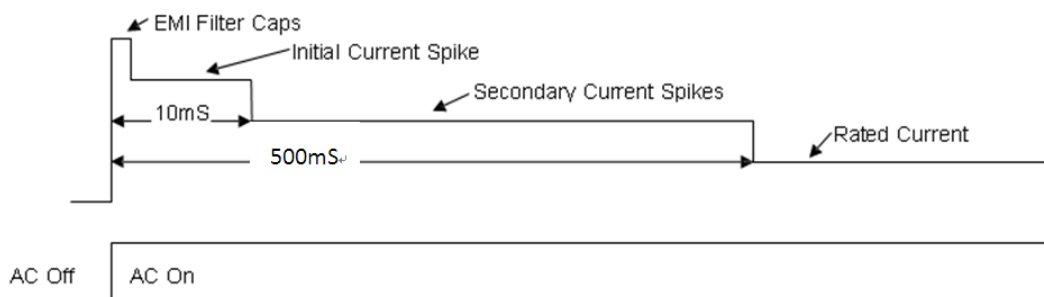 EMI Filter Caps
Initial Current Spike
Secondary Current Spikes
10mS
Rated Current
500mS↵
AC Off
AC On